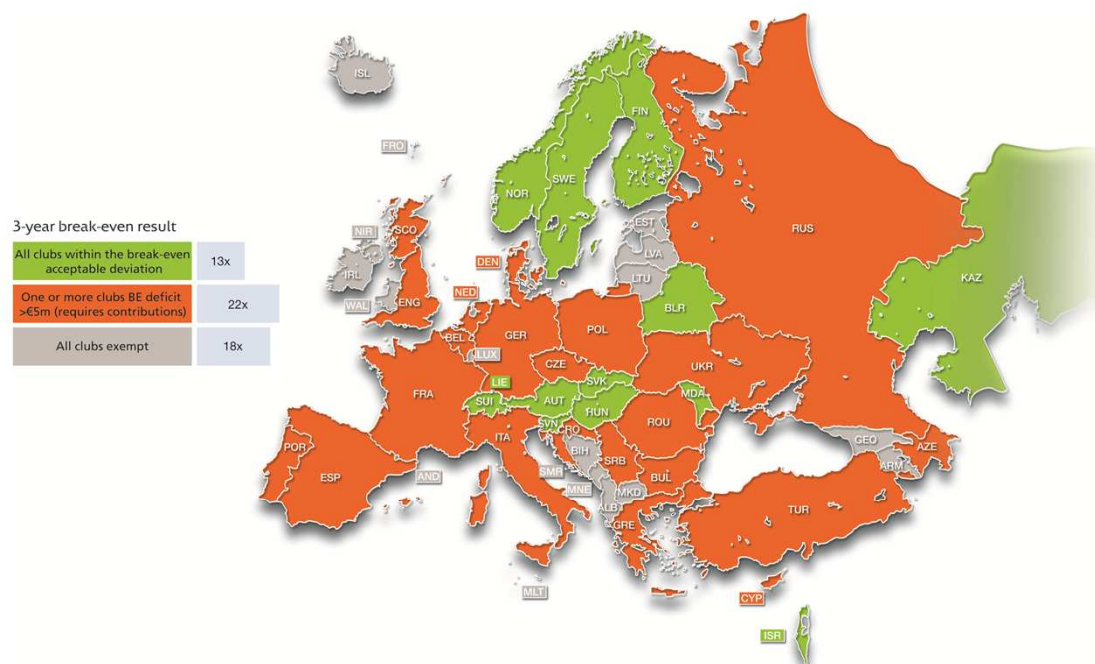 ISL
FRO
FIN
NOR
SWE
RUS
3-year break-even result
All clubs within the break-even
acceptable deviation
13x
One or more clubs BE deficit
>€5m (requires contributions)
22x
All clubs exempt
18x
SCO
NIR
IRL
WAL
ENG
EST
LVA
LTU
DEN
NED
KAZ
BLR
BEL
GER
POL
LUX
CZE
UKR
FRA
LIE
SUI
AUT
SVK
HUN
MDA
SVN
CRO
ITA
ROU
POR
ESP
AND
BIH
SRB
SMR
MNE
BUL
MKD
ALB
GRE
GEO
ARM
AZE
TUR
MLT
CYP
ISR